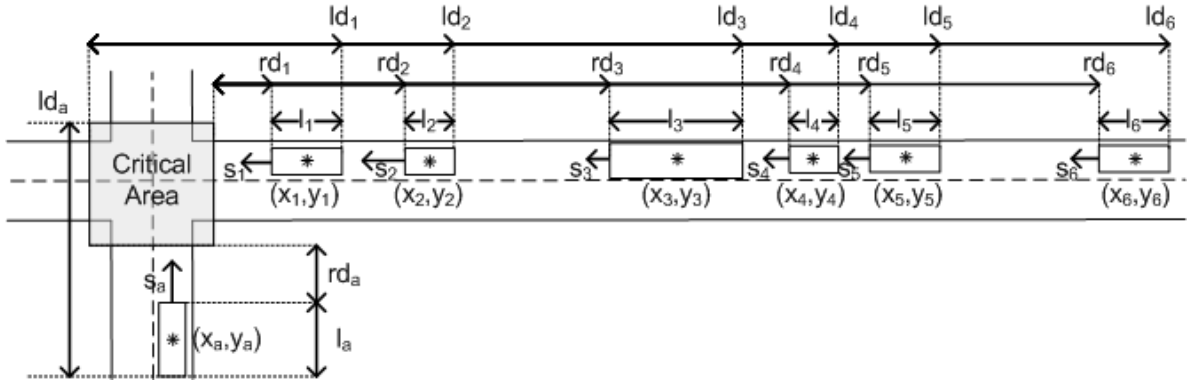 ld₁ ld₂ ld₃ ld₄ ld₅ ld₆
rd₁ rd₂ rd₃ rd₄ rd₅ rd₆
ldₐ
l₁ l₂ l₃ l₄ l₅ l₆
Critical
Area
s₁ s₂ s₃ s₄ s₅ s₆
(x₁,y₁) (x₂,y₂) (x₃,y₃) (x₄,y₄) (x₅,y₅) (x₆,y₆)
sₐ rdₐ
(xₐ,yₐ) lₐ